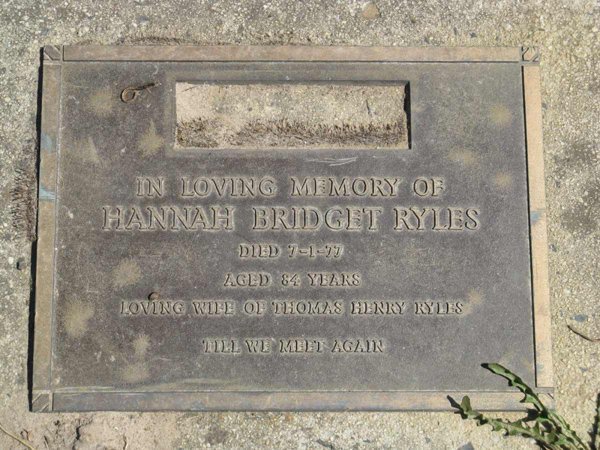 IN LOVING MEMORY OF
HANNAH BRIDGET RYLES
DIED 7-1-77
AGED 84 YEARS
LOVING WIFE OF THOMAS HENRY RYLES
TILL WE MEET AGAIN